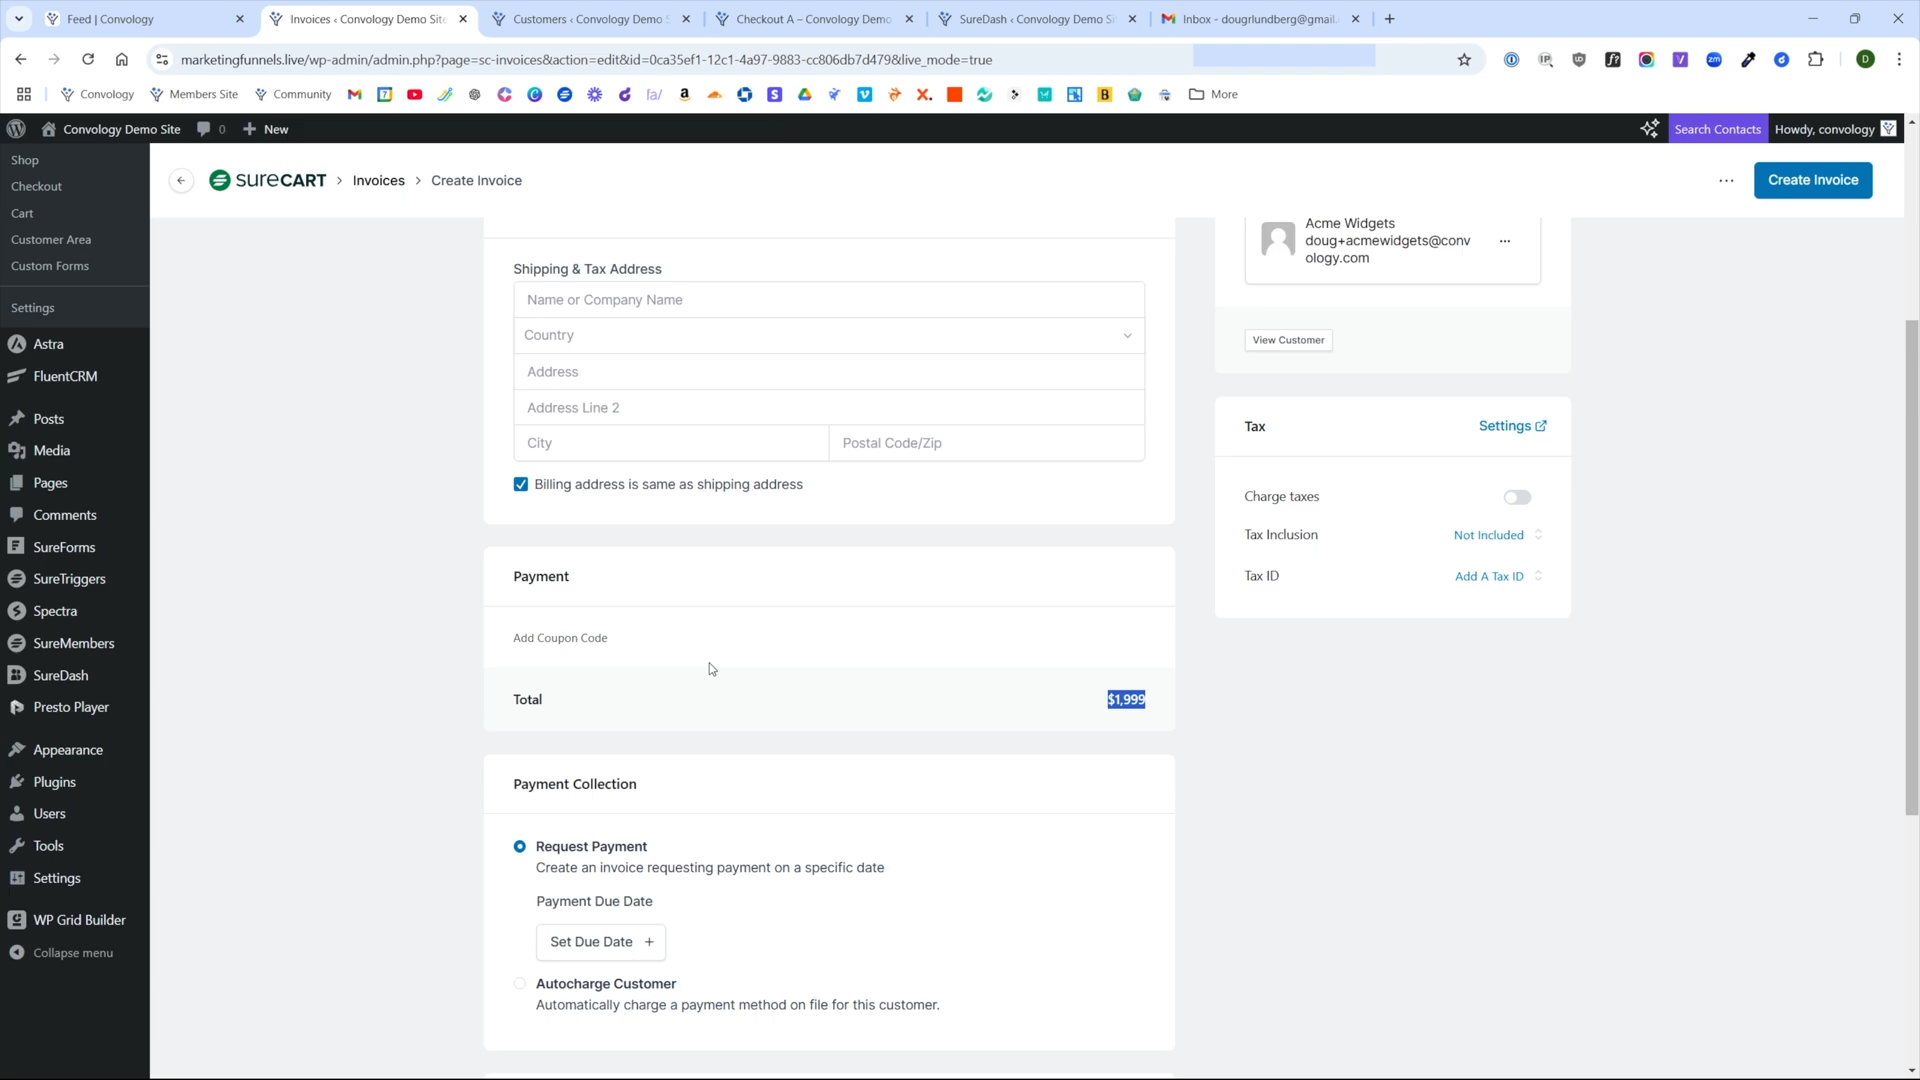 Feed | Convology
Invoices ‹ Convology Demo Site
Customers ‹ Convology Demo S
Checkout A – Convology Demo
SureDash ‹ Convology Demo Si
Inbox - dougrlundberg@gmail.
marketingfunnels.live/wp-admin/admin.php?page=sc-invoices&action=edit&id=0ca35ef1-12c1-4a97-9883-cc806db7d479&live_mode=true
Convology
Members Site
Community
More
Convology Demo Site
0
New
Search Contacts
Howdy, convology
Shop
Checkout
Cart
Customer Area
Custom Forms
Settings
Astra
FluentCRM
Posts
Media
Pages
Comments
SureForms
SureTriggers
Spectra
SureMembers
SureDash
Presto Player
Appearance
Plugins
Users
Tools
Settings
WP Grid Builder
Collapse menu
SURECART › Invoices › Create Invoice
Create Invoice
Shipping & Tax Address
Name or Company Name
Country
Address
Address Line 2
City
Postal Code/Zip
Billing address is same as shipping address
Payment
Add Coupon Code
Total
$1,999
Payment Collection
Request Payment
Create an invoice requesting payment on a specific date
Payment Due Date
Set Due Date +
Autocharge Customer
Automatically charge a payment method on file for this customer.
Acme Widgets
doug+acmewidgets@conv
ology.com
View Customer
Tax
Settings
Charge taxes
Tax Inclusion
Not Included
Tax ID
Add A Tax ID